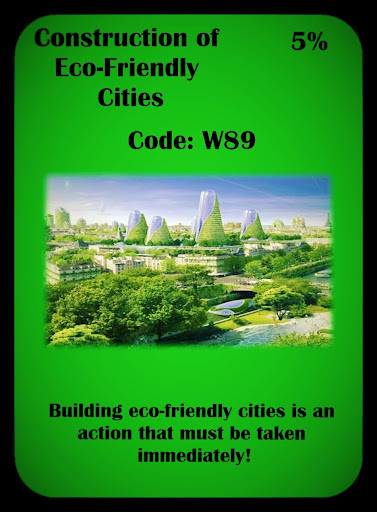 Construction of
5%
Eco-Friendly
Cities
Code: W89
Building eco-friendly cities is an
action that must be taken
immediately!